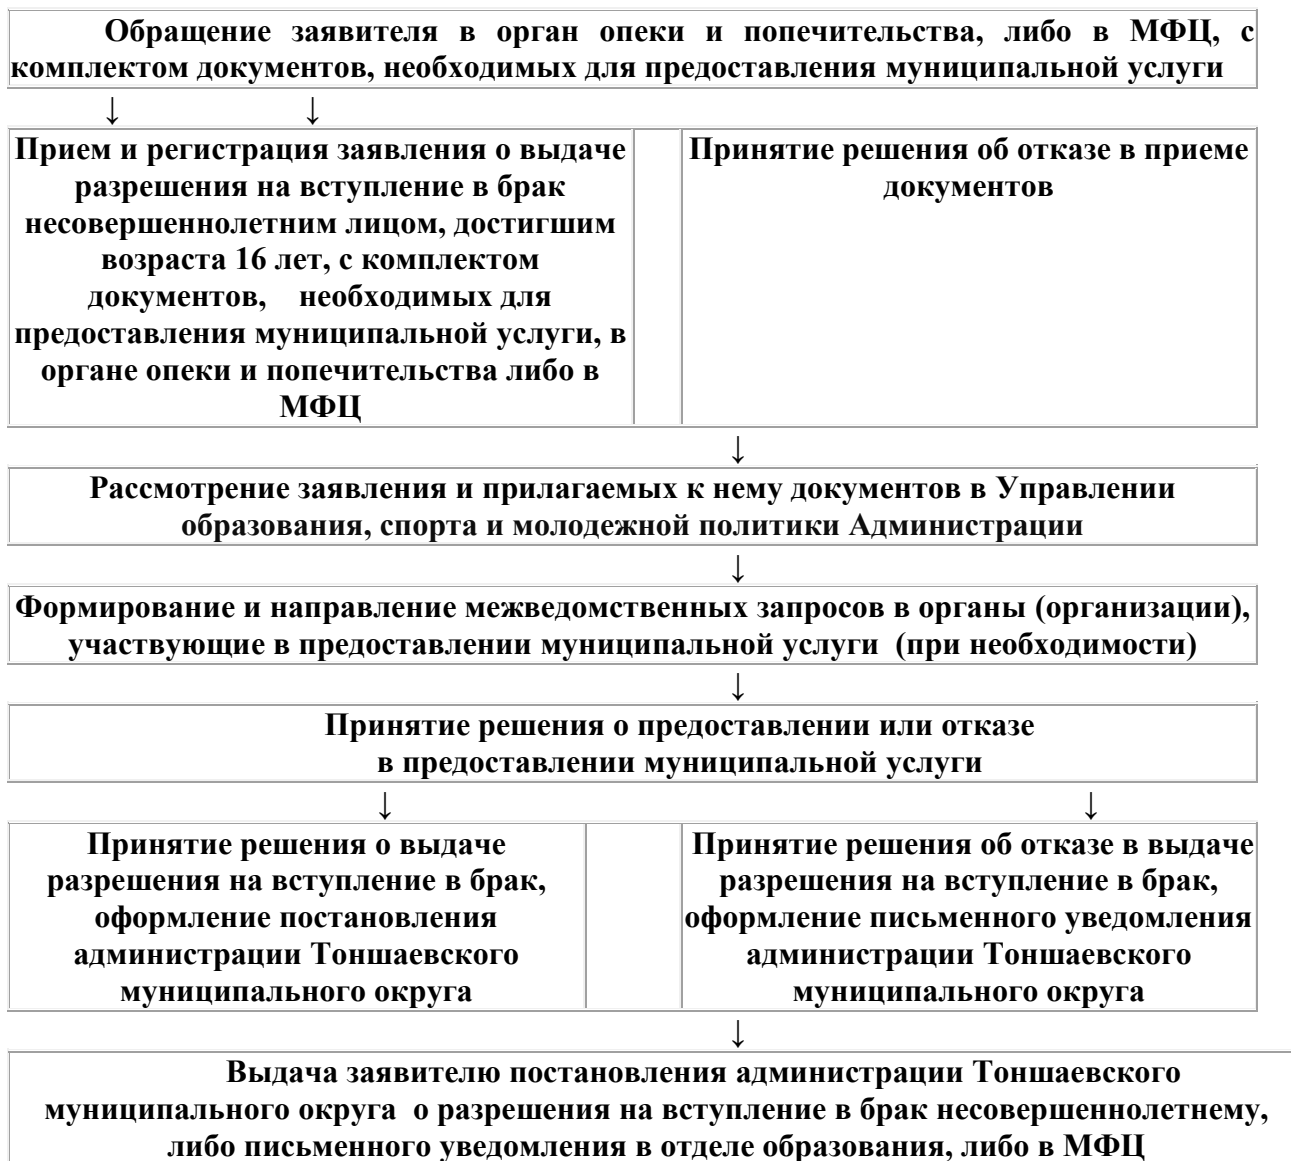 Обращение заявителя в орган опеки и попечительства, либо в МФЦ, с
комплектом документов, необходимых для предоставления муниципальной услуги
↓ ↓
Прием и регистрация заявления о выдаче
разрешения на вступление в брак
несовершеннолетним лицом, достигшим
возраста 16 лет, с комплектом
документов, необходимых для
предоставления муниципальной услуги, в
органе опеки и попечительства либо в
МФЦ
Принятие решения об отказе в приеме
документов
↓
Рассмотрение заявления и прилагаемых к нему документов в Управлении
образования, спорта и молодежной политики Администрации
↓
Формирование и направление межведомственных запросов в органы (организации),
участвующие в предоставлении муниципальной услуги (при необходимости)
↓
Принятие решения о предоставлении или отказе
в предоставлении муниципальной услуги
↓ ↓
Принятие решения о выдаче
разрешения на вступление в брак,
оформление постановления
администрации Тоншаевского
муниципального округа
Принятие решения об отказе в выдаче
разрешения на вступление в брак,
оформление письменного уведомления
администрации Тоншаевского
муниципального округа
↓
Выдача заявителю постановления администрации Тоншаевского
муниципального округа о разрешения на вступление в брак несовершеннолетнему,
либо письменного уведомления в отделе образования, либо в МФЦ